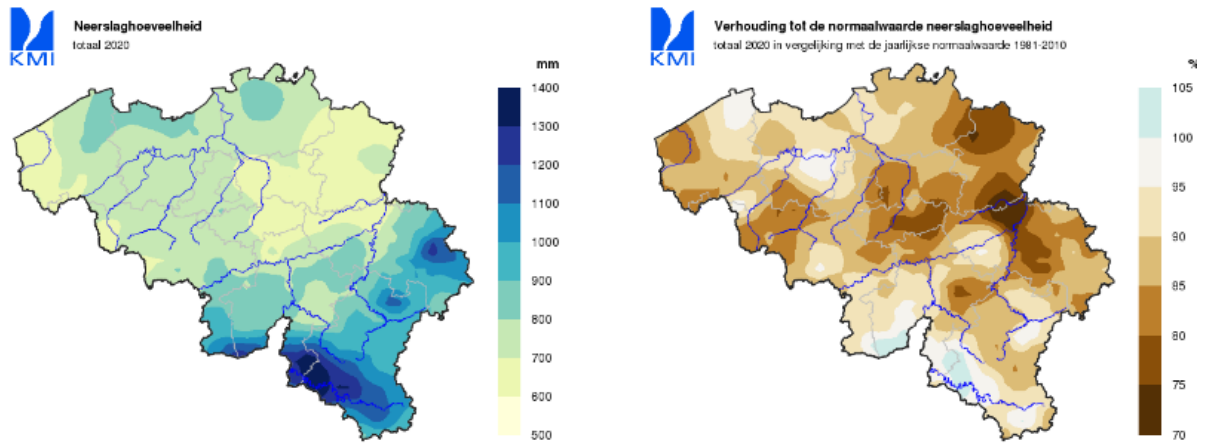 KMI
Neerslaghoeveelheid
totaal 2020
mm
1400
1300
1200
1100
1000
900
800
700
600
500
KMI
Verhouding tot de normaalwaarde neerslaghoeveelheid
totaal 2020 in vergelijking met de jaarlijkse normaalwaarde 1981-2010
%
105
100
95
90
85
80
75
70